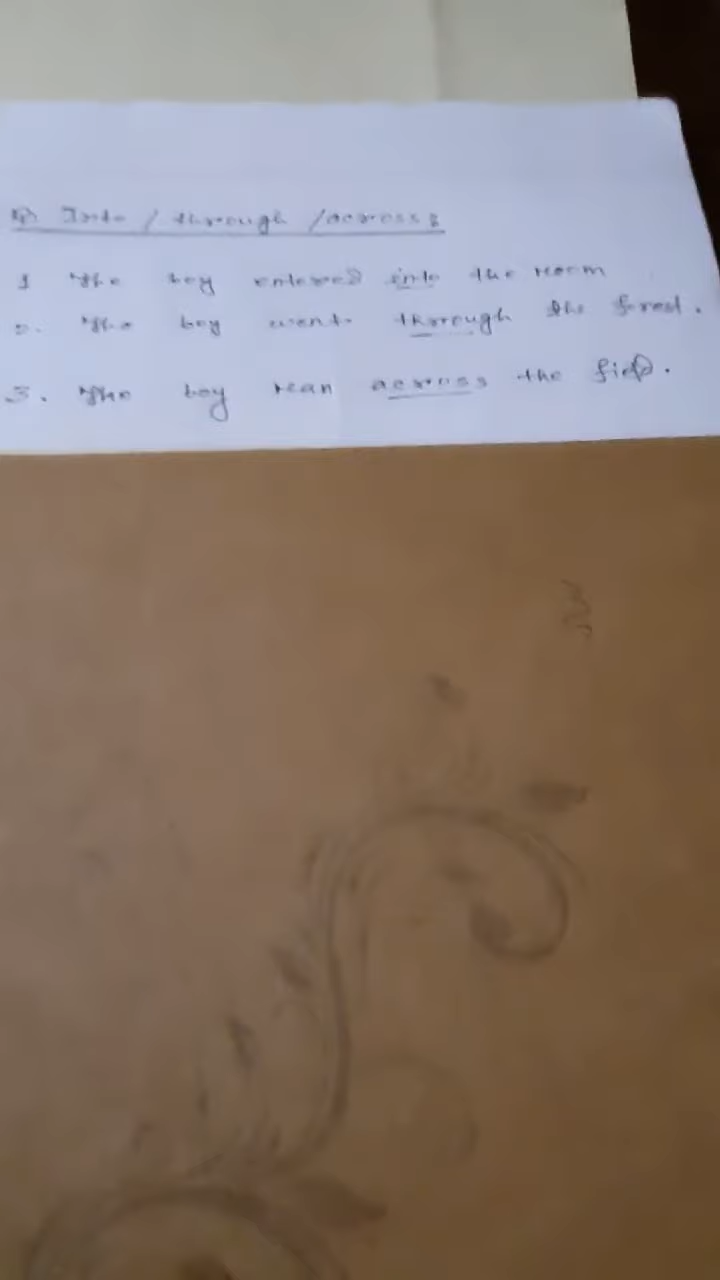 Into / through / across :
1 The boy entered into the room
2. The boy went through the forest.
3. The boy ran across the field.